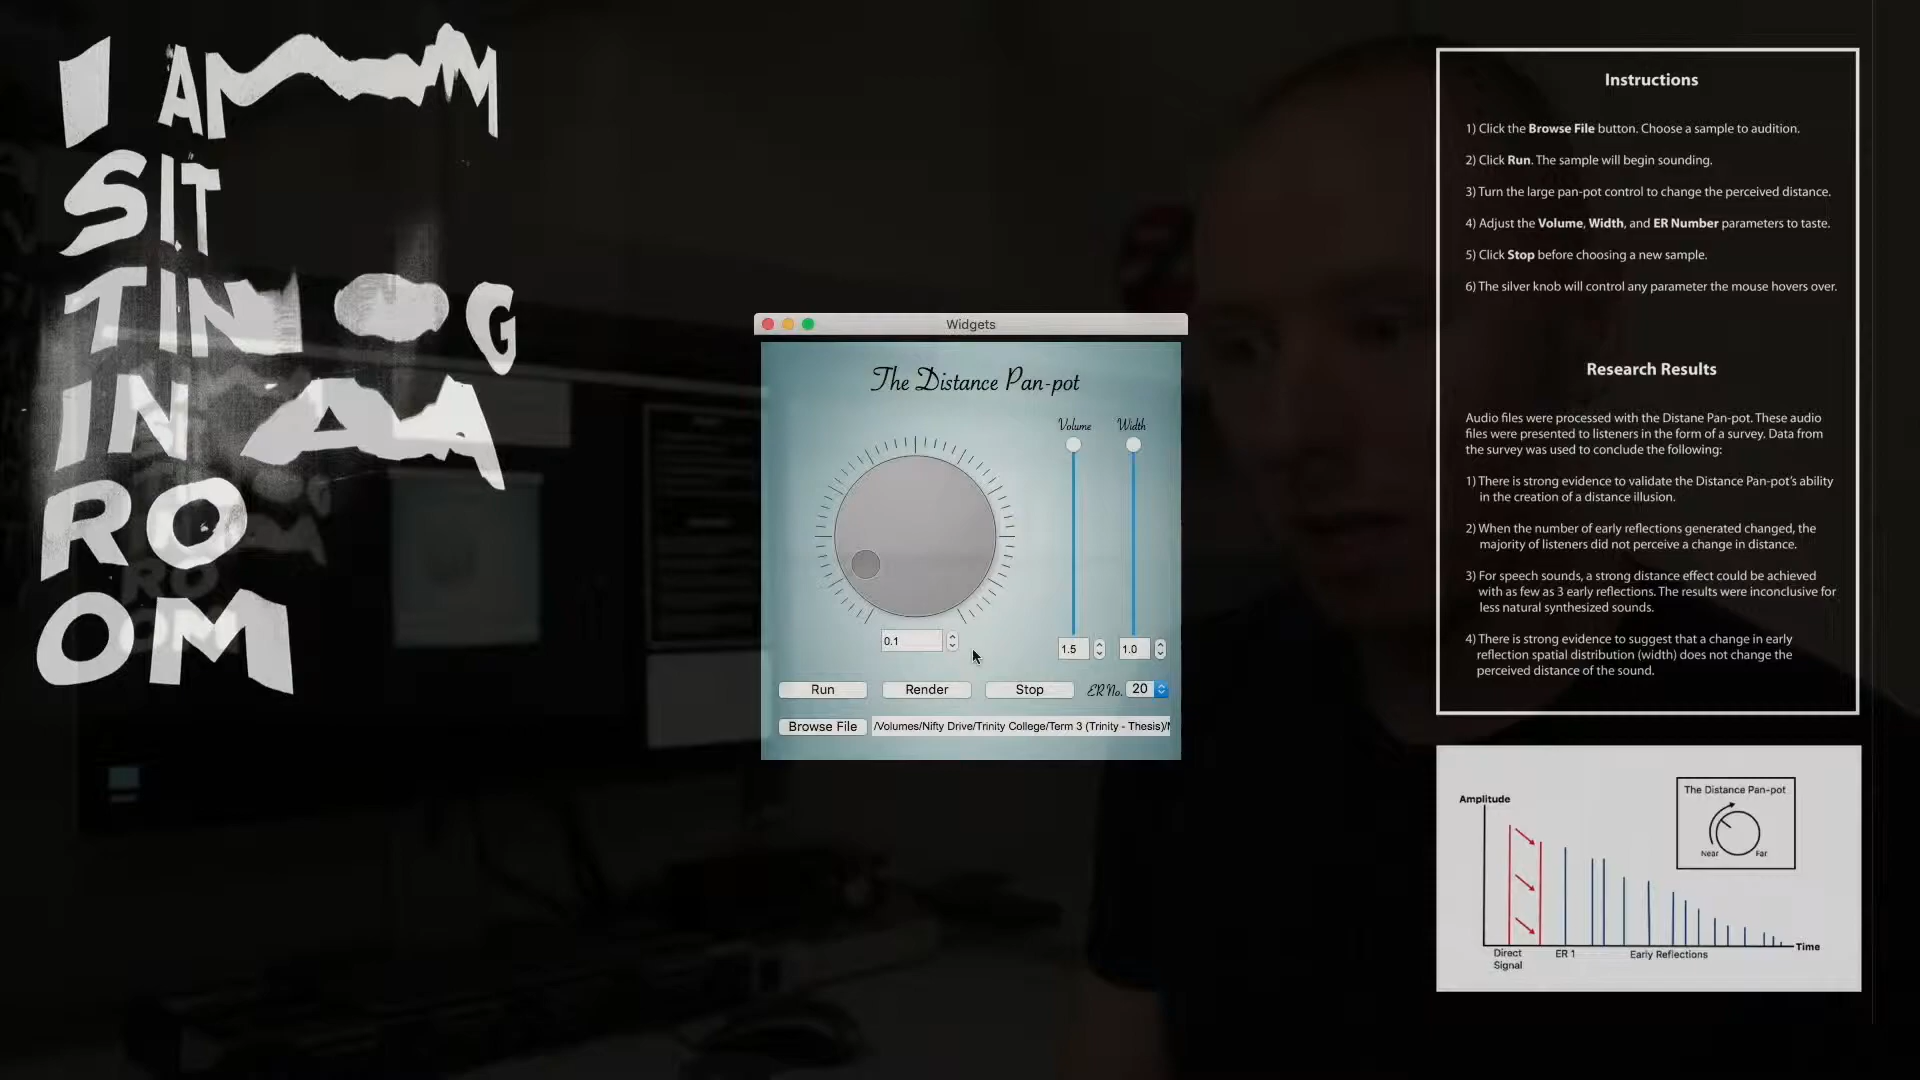 I AM
SIT
TING
IN A
RO
OM
Widgets
The Distance Pan-pot
Volume Width
0.1
1.5 1.0
Run Render Stop ER No. 20
Browse File /Volumes/Nifty Drive/Trinity College/Term 3 (Trinity - Thesis)/
Instructions
1) Click the Browse File button. Choose a sample to audition.
2) Click Run. The sample will begin sounding.
3) Turn the large pan-pot control to change the perceived distance.
4) Adjust the Volume, Width, and ER Number parameters to taste.
5) Click Stop before choosing a new sample.
6) The silver knob will control any parameter the mouse hovers over.
Research Results
Audio files were processed with the Distane Pan-pot. These audio
files were presented to listeners in the form of a survey. Data from
the survey was used to conclude the following:
1) There is strong evidence to validate the Distance Pan-pot's ability
in the creation of a distance illusion.
2) When the number of early reflections generated changed, the
majority of listeners did not perceive a change in distance.
3) For speech sounds, a strong distance effect could be achieved
with as few as 3 early reflections. The results were inconclusive for
less natural synthesized sounds.
4) There is strong evidence to suggest that a change in early
reflection spatial distribution (width) does not change the
perceived distance of the sound.
The Distance Pan-pot
Near Far
Amplitude
Time
Direct
Signal
ER 1
Early Reflections